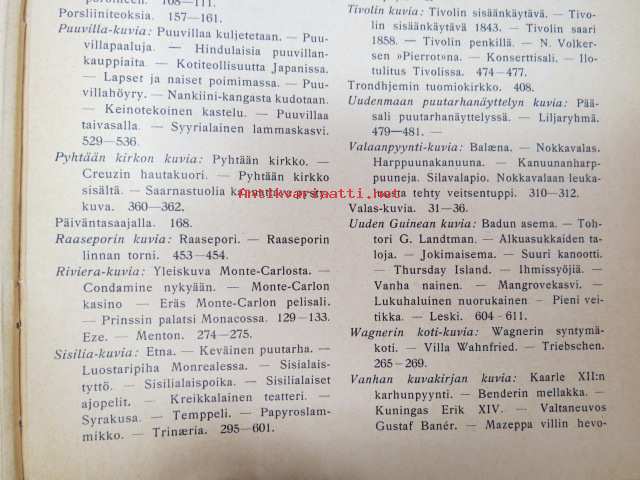 108—111.
Porsliiniteoksia. 157—161.
Puuvilla-kuvia: Puuvillaa kuljetetaan. — Puu-
villapaaluja. — Hindulaisia puuvillan-
kauppiaita. — Kotiteollisuutta Japanissa.
— Lapset ja naiset poimimassa. — Puu-
villahöyry. — Nankiini-kangasta kudotaan.
— Keinotekoinen kastelu. — Puuvillaa
taivasalla. — Syyrialainen lammaskasvi.
529—536.
Pyhtään kirkon kuvia: Pyhtään kirkko. —
Creuzin hautakuori. — Pyhtään kirkko
sisältä. — Saarnastuolia kannattava
kuva. 360—362.
Päiväntasaajalla. 168.
Raaseporin kuvia: Raasepori. — Raaseporin
linnan torni. 453—454.
Riviera-kuvia: Yleiskuva Monte-Carlosta. —
Condamine nykyään. — Monte-Carlon
kasino — Eräs Monte-Carlon pelisali.
— Prinssin palatsi Monacossa. 129—133.
Eze. — Menton. 274—275.
Sisilia-kuvia: Etna. — Keväinen puutarha. —
Luostaripiha Monrealessa. — Sisialais-
tyttö. — Sisilialaispoika. — Sisilialaiset
ajopelit. — Kreikkalainen teatteri. —
Syrakusa. — Temppeli. — Papyroslam-
mikko. — Trinæria. 295—601.
Tivolin kuvia: Tivolin sisäänkäytävä. — Tivo-
lin sisäänkäytävä 1843. — Tivolin saari
1858. — Tivolin penkillä. — N. Volker-
sen »Pierrot»na. — Konserttisali. — Ilo-
tulitus Tivolissa. 474—477.
Trondhjemin tuomiokirkko. 408.
Uudenmaan puutarhanäyttelyn kuvia: Pää-
sali puutarhanäyttelyssä. — Liljaryhmä.
479—481. —
Valaanpyynti-kuvia: Balæna. — Nokkavalas.
Harppuunakanuuna. — Kanuunanharp-
puuneja. Silavalapio. Nokkavalaan leuka-
luusta tehty veitsentuppi. 310—312.
Valas-kuvia. 31—36.
Uuden Guinean kuvia: Badun asema. — Toh-
tori G. Landtman. — Alkuasukkaiden ta-
loja. — Jokimaisema. — Suuri kanootti.
— Thursday Island. — Ihmissyöjiä. —
Vanha nainen. — Mangrovekasvi. —
Lukuhaluinen nuorukainen — Pieni vei-
tikka. — Leski. 604-611.
Wagnerin koti-kuvia: Wagnerin syntymä-
koti. — Villa Wahnfried. — Triebschen.
265—269.
Vanhan kuvakirjan kuvia: Kaarle XII:n
karhunpyynti. — Benderin mellakka. —
Kuningas Erik XIV. — Valtaneuvos
Gustaf Banér. — Mazeppa villin hevo-
Antikvariaatti.net